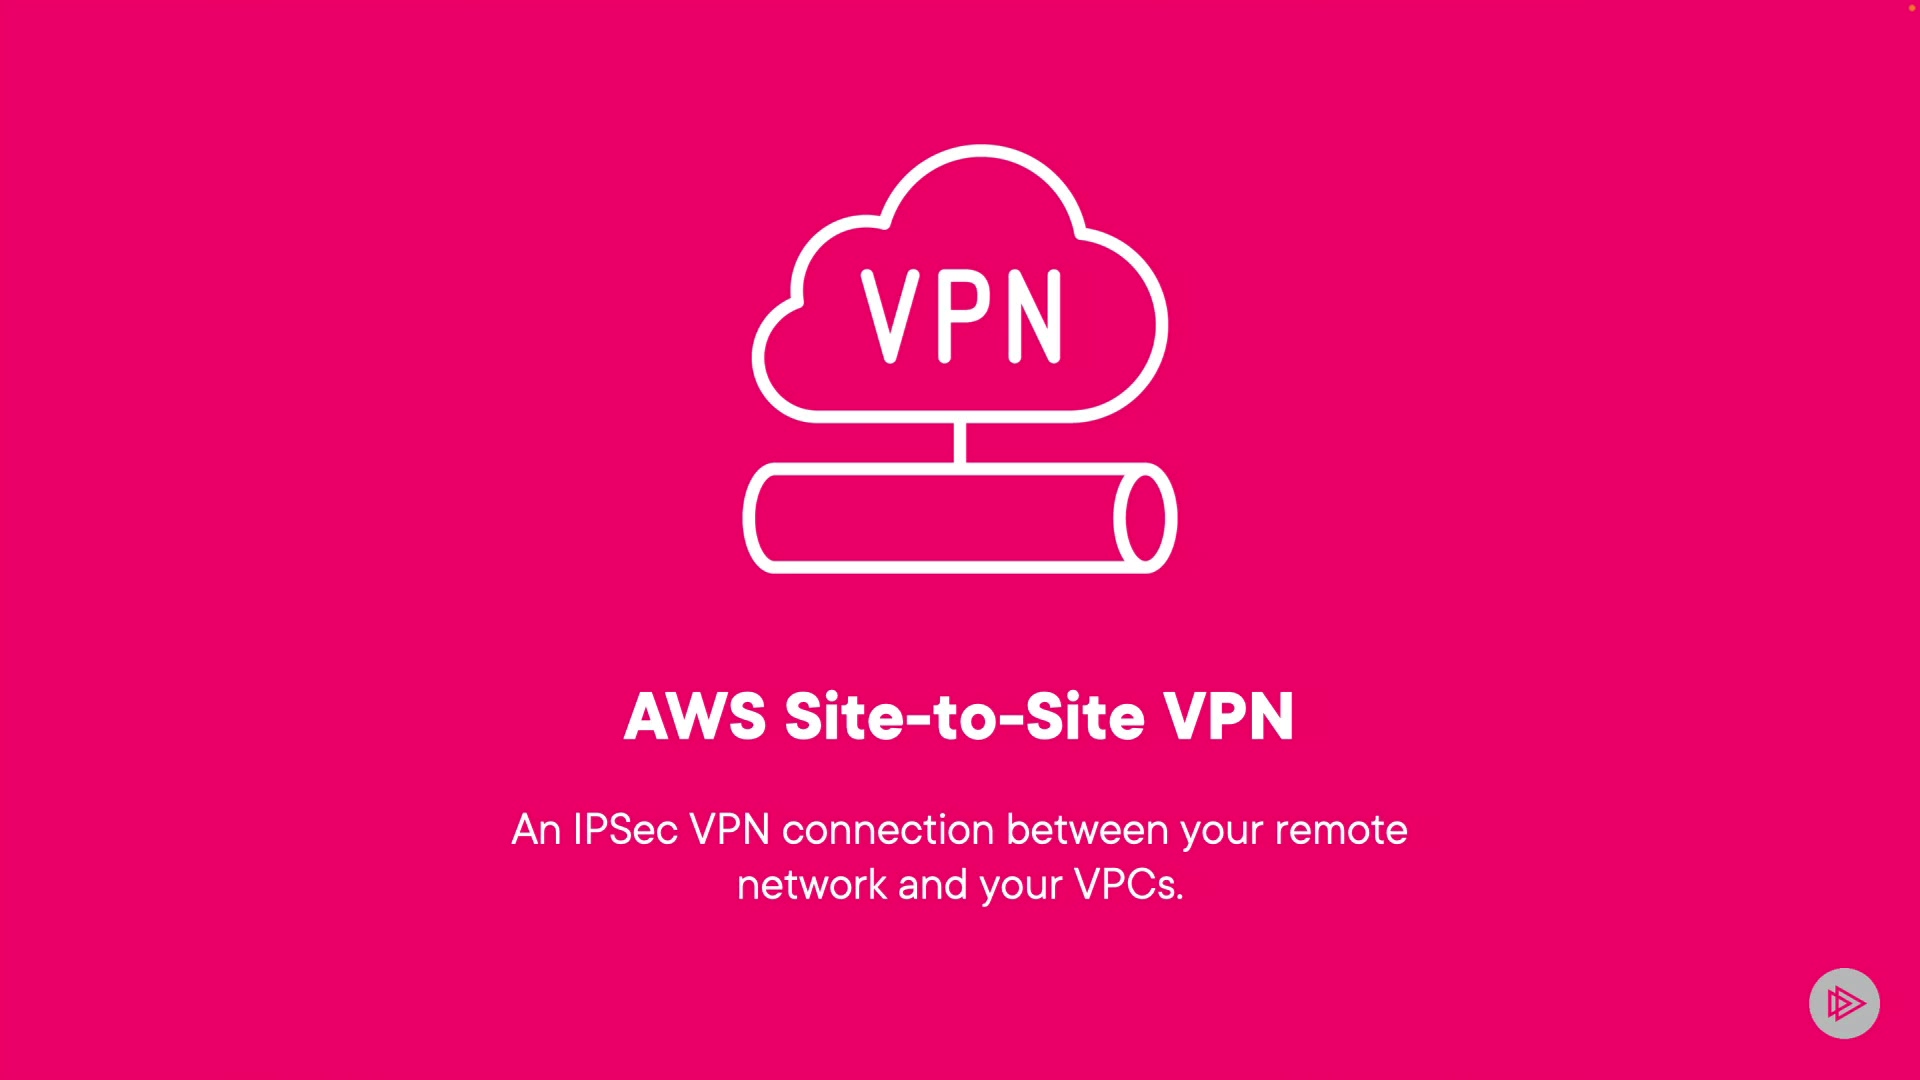 VPN
AWS Site-to-Site VPN
An IPSec VPN connection between your remote
network and your VPCs.